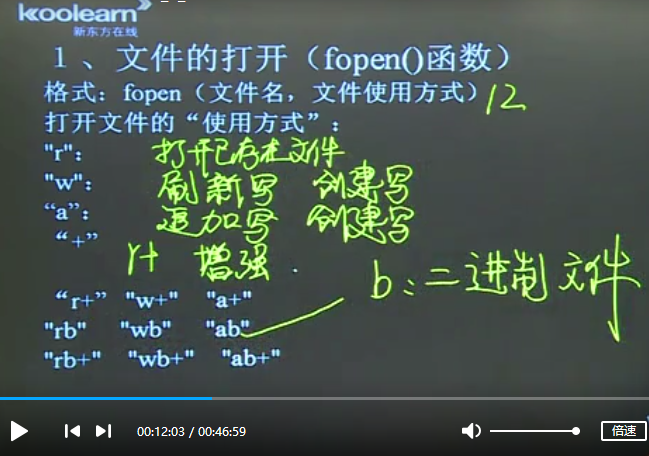 koolearn
新东方在线
1、文件的打开（fopen()函数）
格式：fopen（文件名，文件使用方式）12
打开文件的“使用方式”：
"r"： 打开已存在文件
"w"： 刷新写 创建写
“a”： 追加写 创建写
“+”
r+ 增强
b：二进制文件
“r+” "w+" "a+"
"rb" "wb" "ab"
"rb+" "wb+" "ab+"
00:12:03 / 00:46:59
倍速